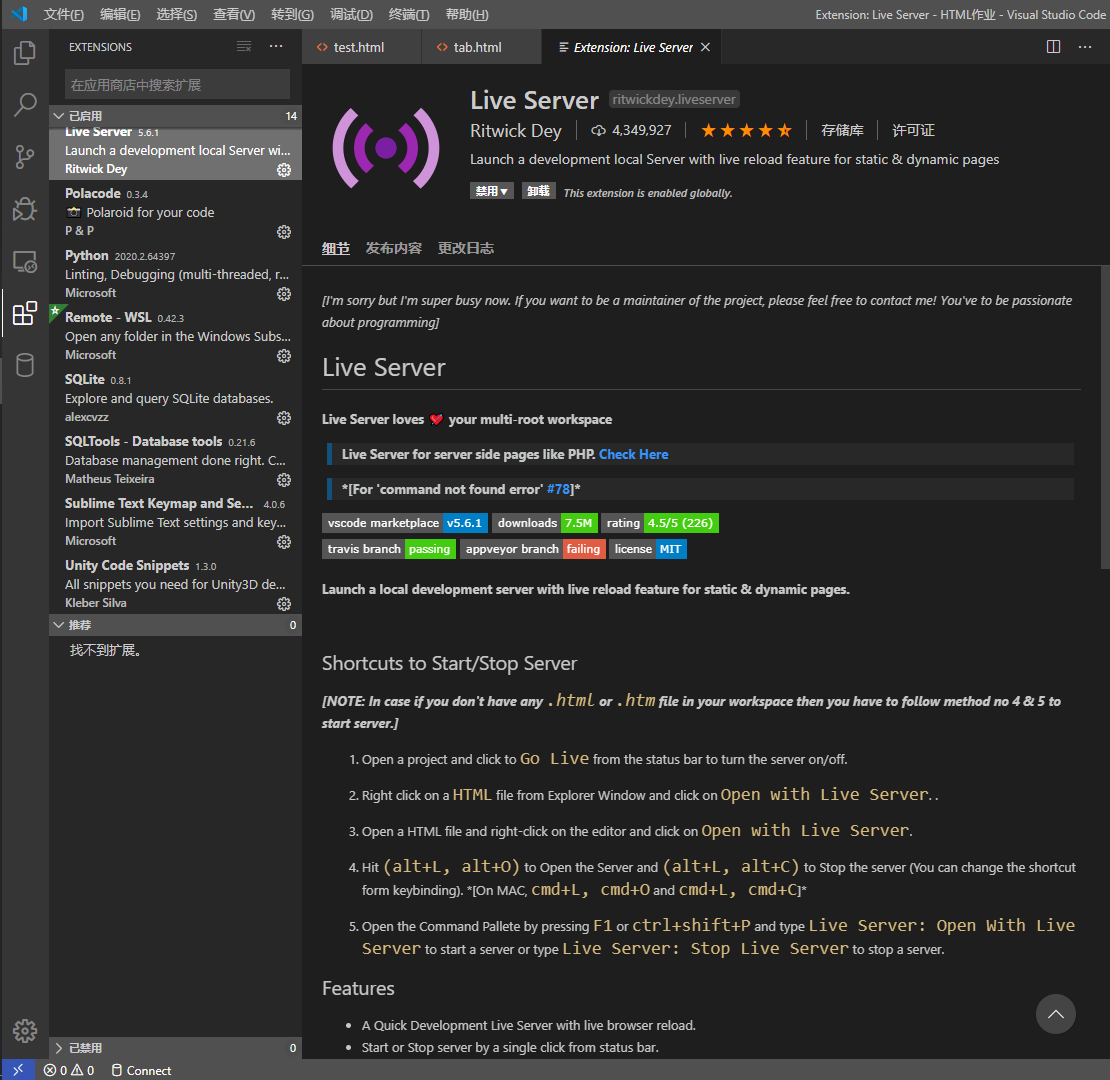 文件(F) 编辑(E) 选择(S) 查看(V) 转到(G) 调试(D) 终端(T) 帮助(H) Extension: Live Server - HTML作业 - Visual Studio Code
EXTENSIONS
在应用商店中搜索扩展
已启用 14
Live Server 5.6.1
Launch a development local Server wi...
Ritwick Dey
Polacode 0.3.4
📸 Polaroid for your code
P & P
Python 2020.2.64397
Linting, Debugging (multi-threaded, r...
Microsoft
Remote - WSL 0.42.3
Open any folder in the Windows Subs...
Microsoft
SQLite 0.8.1
Explore and query SQLite databases.
alexcvzz
SQLTools - Database tools 0.21.6
Database management done right. C...
Matheus Teixeira
Sublime Text Keymap and Se... 4.0.6
Import Sublime Text settings and key...
Microsoft
Unity Code Snippets 1.3.0
All snippets you need for Unity3D de...
Kleber Silva
推荐 0
找不到扩展。
已禁用 0
test.html tab.html Extension: Live Server
Live Server ritwickdey.liveserver
Ritwick Dey 4,349,927 ★★★★★ 存储库 许可证
Launch a development local Server with live reload feature for static & dynamic pages
禁用▼ 卸载 This extension is enabled globally.
细节 发布内容 更改日志
[I'm sorry but I'm super busy now. If you want to be a maintainer of the project, please feel free to contact me! You've to be passionate
about programming]
Live Server
Live Server loves ❤ your multi-root workspace
Live Server for server side pages like PHP. Check Here
*[For 'command not found error' #78]*
vscode marketplace v5.6.1 downloads 7.5M rating 4.5/5 (226)
travis branch passing appveyor branch failing license MIT
Launch a local development server with live reload feature for static & dynamic pages.
Shortcuts to Start/Stop Server
[NOTE: In case if you don't have any .html or .htm file in your workspace then you have to follow method no 4 & 5 to
start server.]
1. Open a project and click to Go Live from the status bar to turn the server on/off.
2. Right click on a HTML file from Explorer Window and click on Open with Live Server..
3. Open a HTML file and right-click on the editor and click on Open with Live Server.
4. Hit (alt+L, alt+O) to Open the Server and (alt+L, alt+C) to Stop the server (You can change the shortcut
form keybinding). *[On MAC, cmd+L, cmd+O and cmd+L, cmd+C]*
5. Open the Command Pallete by pressing F1 or ctrl+shift+P and type Live Server: Open With Live
Server to start a server or type Live Server: Stop Live Server to stop a server.
Features
• A Quick Development Live Server with live browser reload.
• Start or Stop server by a single click from status bar.
0 0 Connect